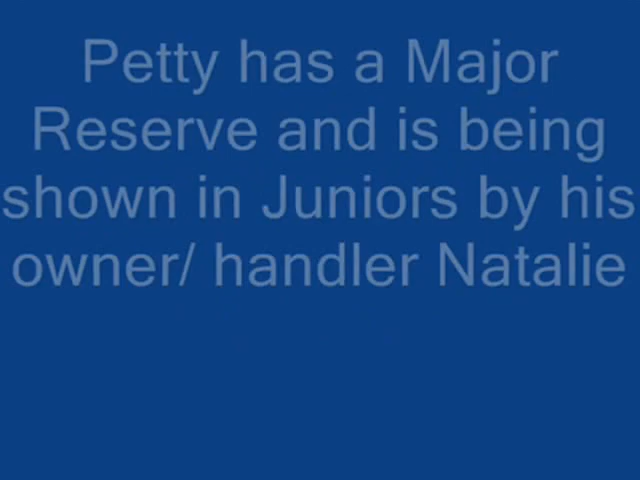 Petty has a Major
Reserve and is being
shown in Juniors by his
owner/ handler Natalie